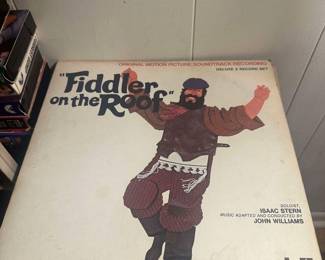 ORIGINAL MOTION PICTURE SOUNDTRACK RECORDING
DELUXE 2 RECORD SET
"Fiddler
on the Roof"
SOLOIST,
ISAAC STERN
MUSIC ADAPTED AND CONDUCTED BY
JOHN WILLIAMS